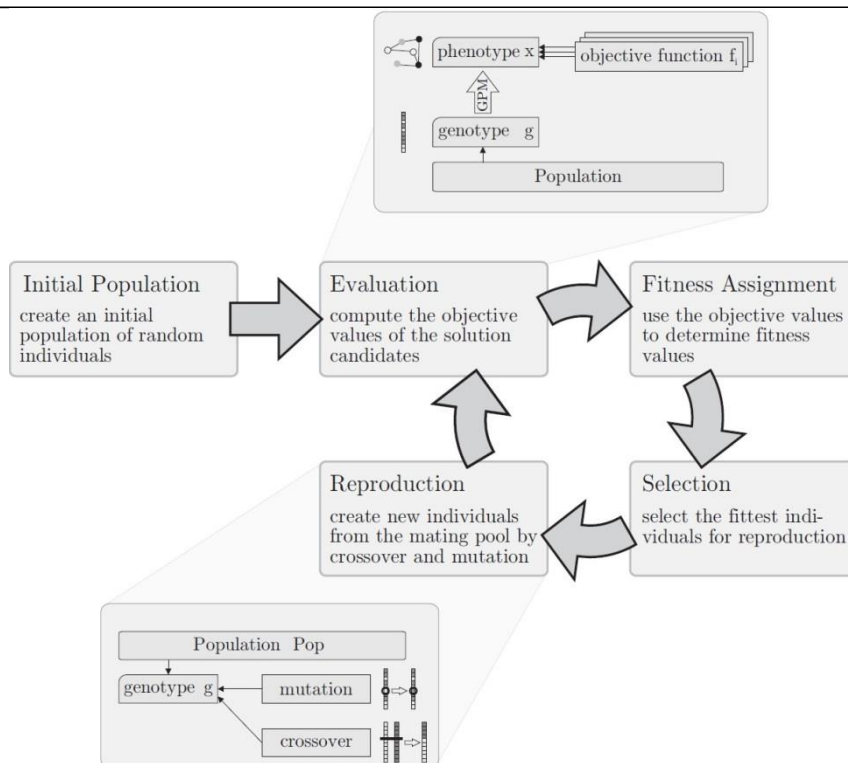 phenotype x
objective function fᵢ
GPM
genotype g
Population
Initial Population
create an initial
population of random
individuals
Evaluation
compute the objective
values of the solution
candidates
Fitness Assignment
use the objective values
to determine fitness
values
Reproduction
create new individuals
from the mating pool by
crossover and mutation
Selection
select the fittest indi-
viduals for reproduction
Population Pop
genotype g
mutation
crossover